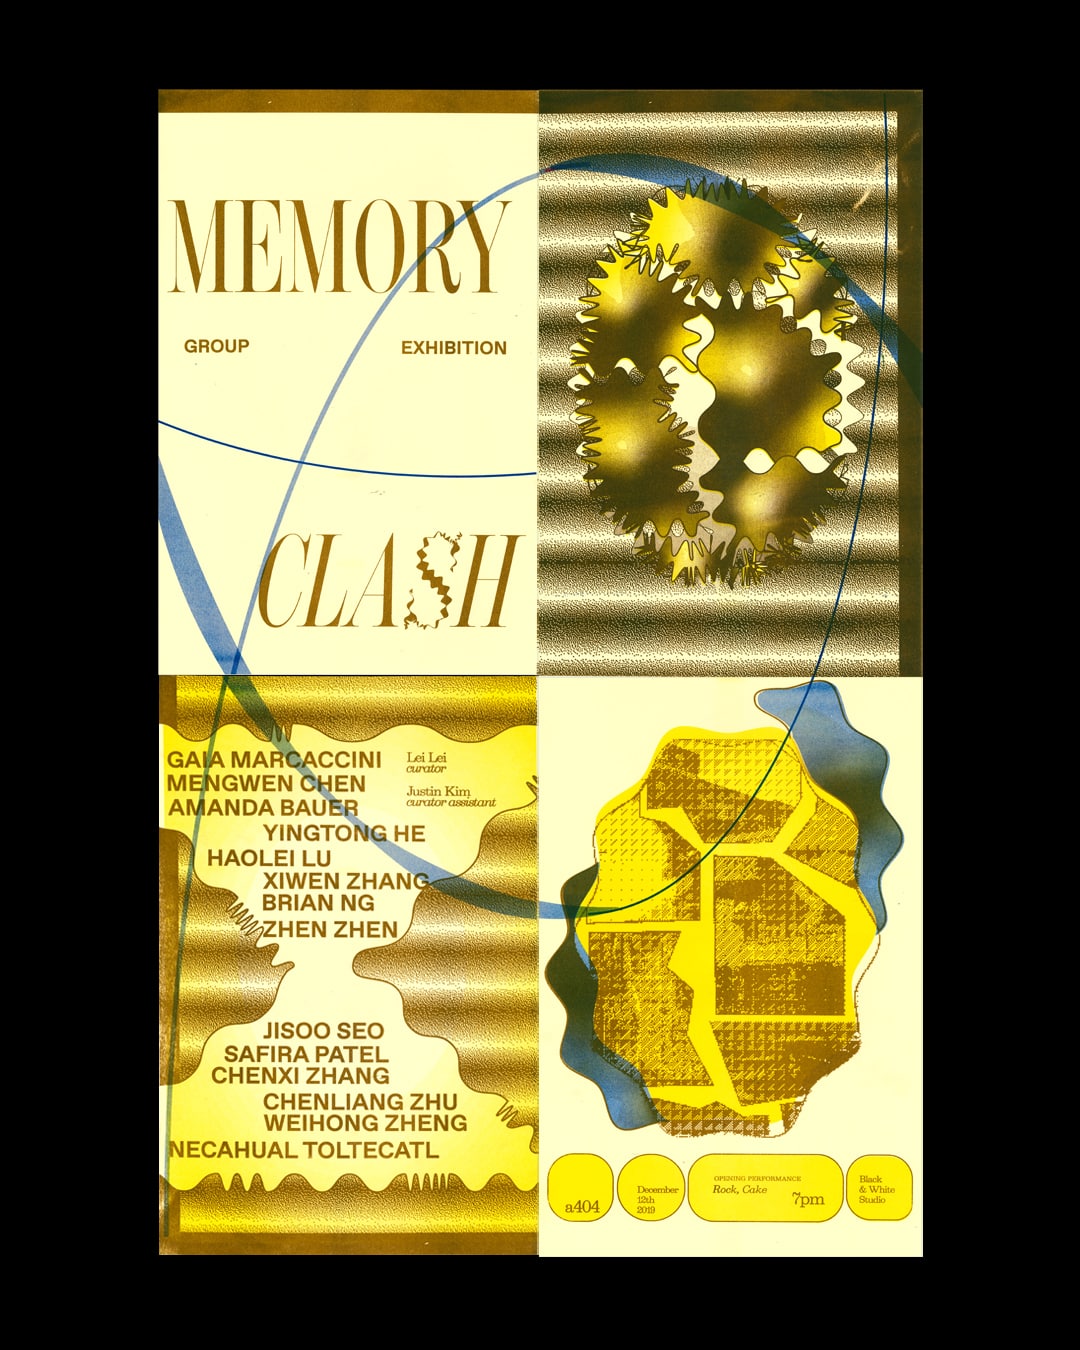 MEMORY
GROUP EXHIBITION
CLASH
GAIA MARCACCINI
MENGWEN CHEN
AMANDA BAUER
YINGTONG HE
HAOLEI LU
XIWEN ZHANG
BRIAN NG
ZHEN ZHEN
JISOO SEO
SAFIRA PATEL
CHENXI ZHANG
CHENLIANG ZHU
WEIHONG ZHENG
NECAHUAL TOLTECATL
Lei Lei
curator
Justin Kim
curator assistant
a404
December
12th
2019
OPENING PERFORMANCE
Rock, Cake
7pm
Black
& White
Studio